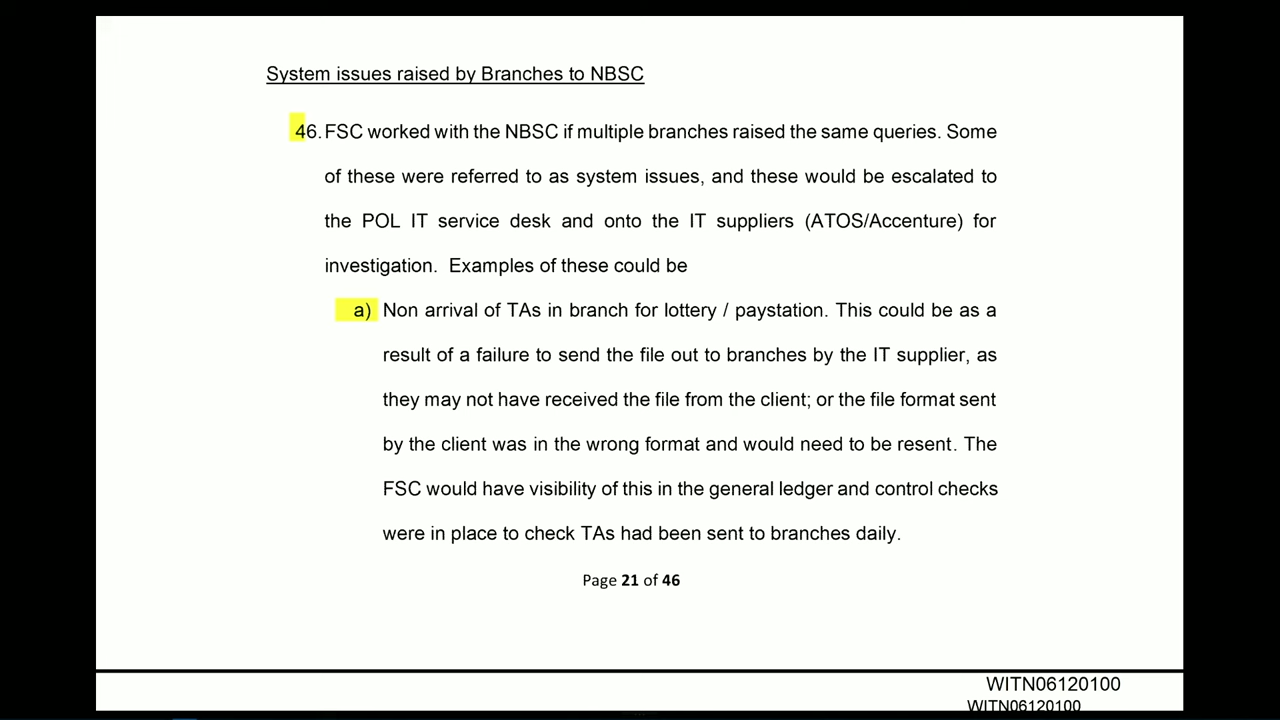 System issues raised by Branches to NBSC
46. FSC worked with the NBSC if multiple branches raised the same queries. Some
of these were referred to as system issues, and these would be escalated to
the POL IT service desk and onto the IT suppliers (ATOS/Accenture) for
investigation. Examples of these could be
a) Non arrival of TAs in branch for lottery / paystation. This could be as a
result of a failure to send the file out to branches by the IT supplier, as
they may not have received the file from the client; or the file format sent
by the client was in the wrong format and would need to be resent. The
FSC would have visibility of this in the general ledger and control checks
were in place to check TAs had been sent to branches daily.
Page 21 of 46
WITN06120100
WITN06120100